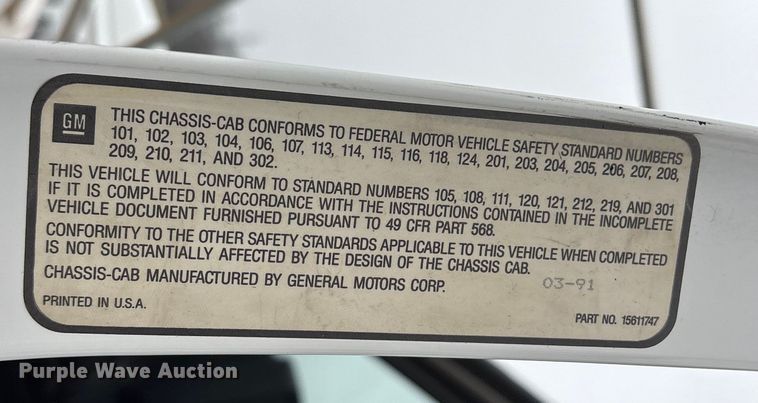 GM
THIS CHASSIS-CAB CONFORMS TO FEDERAL MOTOR VEHICLE SAFETY STANDARD NUMBERS
101, 102, 103, 104, 106, 107, 113, 114, 115, 116, 118, 124, 201, 203, 204, 205, 206, 207, 208,
209, 210, 211, AND 302.
THIS VEHICLE WILL CONFORM TO STANDARD NUMBERS 105, 108, 111, 120, 121, 212, 219, AND 301
IF IT IS COMPLETED IN ACCORDANCE WITH THE INSTRUCTIONS CONTAINED IN THE INCOMPLETE
VEHICLE DOCUMENT FURNISHED PURSUANT TO 49 CFR PART 568.
CONFORMITY TO THE OTHER SAFETY STANDARDS APPLICABLE TO THIS VEHICLE WHEN COMPLETED
IS NOT SUBSTANTIALLY AFFECTED BY THE DESIGN OF THE CHASSIS CAB.
CHASSIS-CAB MANUFACTURED BY GENERAL MOTORS CORP. 03-91
PRINTED IN U.S.A. PART NO. 15611747
Purple Wave Auction